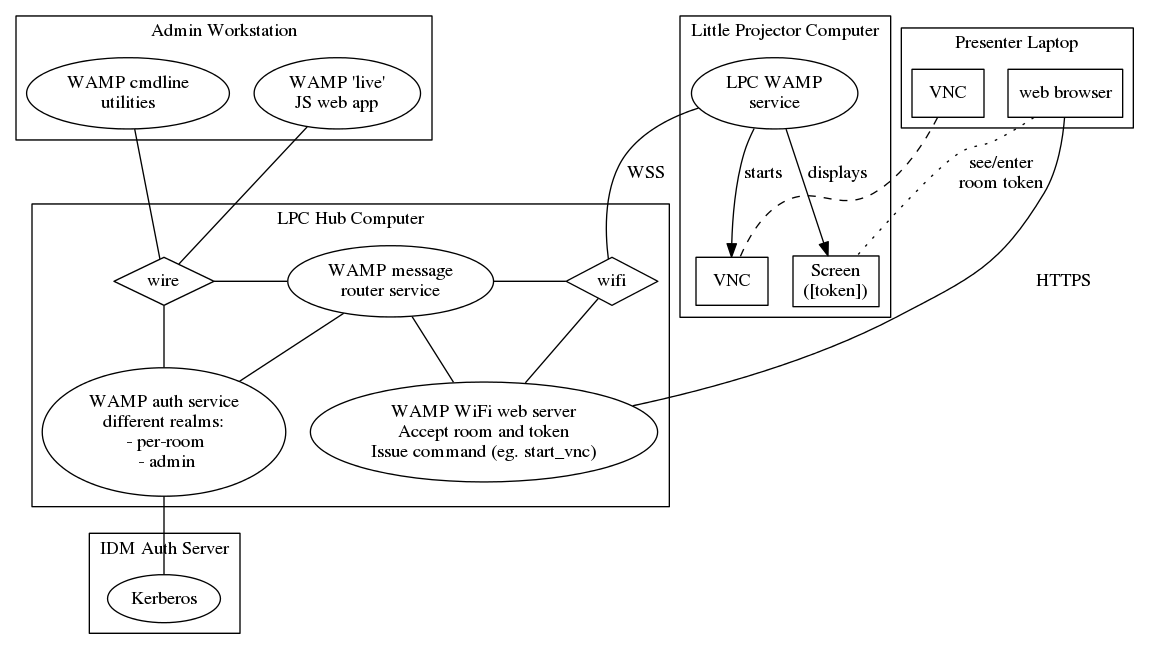 Admin Workstation
WAMP cmdline
utilities
WAMP 'live'
JS web app
Little Projector Computer
LPC WAMP
service
Presenter Laptop
VNC
web browser
WSS
starts
displays
see/enter
room token
LPC Hub Computer
wire
WAMP message
router service
wifi
VNC
Screen
([token])
HTTPS
WAMP auth service
different realms:
- per-room
- admin
WAMP WiFi web server
Accept room and token
Issue command (eg. start_vnc)
IDM Auth Server
Kerberos